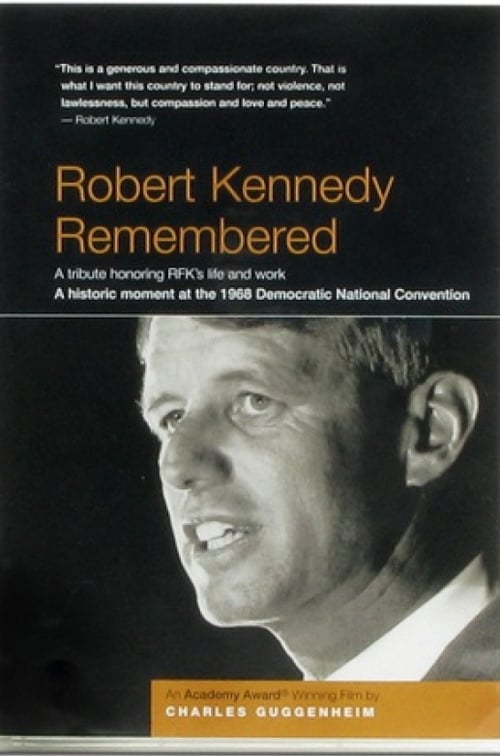 “This is a generous and compassionate country. That is
what I want this country to stand for; not violence, not
lawlessness, but compassion and love and peace.”
— Robert Kennedy
Robert Kennedy
Remembered
A tribute honoring RFK's life and work
A historic moment at the 1968 Democratic National Convention
An Academy Award® Winning Film by
CHARLES GUGGENHEIM